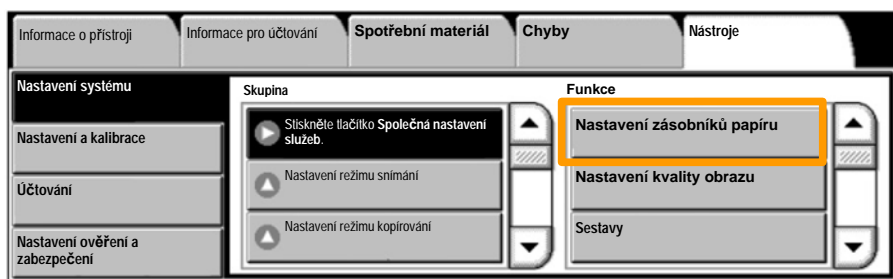 Informace o přístroji
Informace pro účtování
Spotřební materiál
Chyby
Nástroje
Nastavení systému
Nastavení a kalibrace
Účtování
Nastavení ověření a
zabezpečení
Skupina
Stiskněte tlačítko Společná nastavení
služeb.
Nastavení režimu snímání
Nastavení režimu kopírování
Funkce
Nastavení zásobníků papíru
Nastavení kvality obrazu
Sestavy